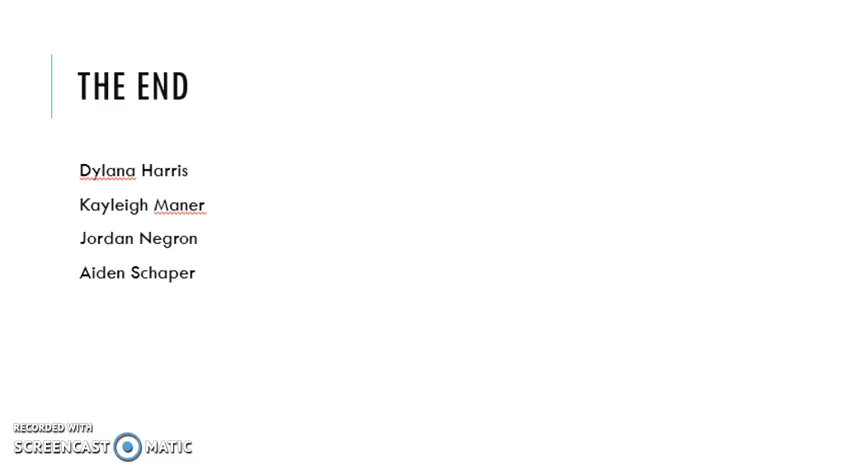 THE END
Dylana Harris
Kayleigh Maner
Jordan Negron
Aiden Schaper
RECORDED WITH
SCREENCAST MATIC